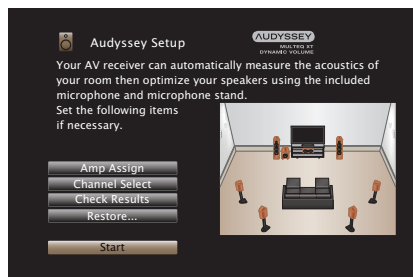 Audyssey Setup
AUDYSSEY
MULTEQ XT
DYNAMIC VOLUME
Your AV receiver can automatically measure the acoustics of
your room then optimize your speakers using the included
microphone and microphone stand.
Set the following items
if necessary.
Amp Assign
Channel Select
Check Results
Restore...
Start